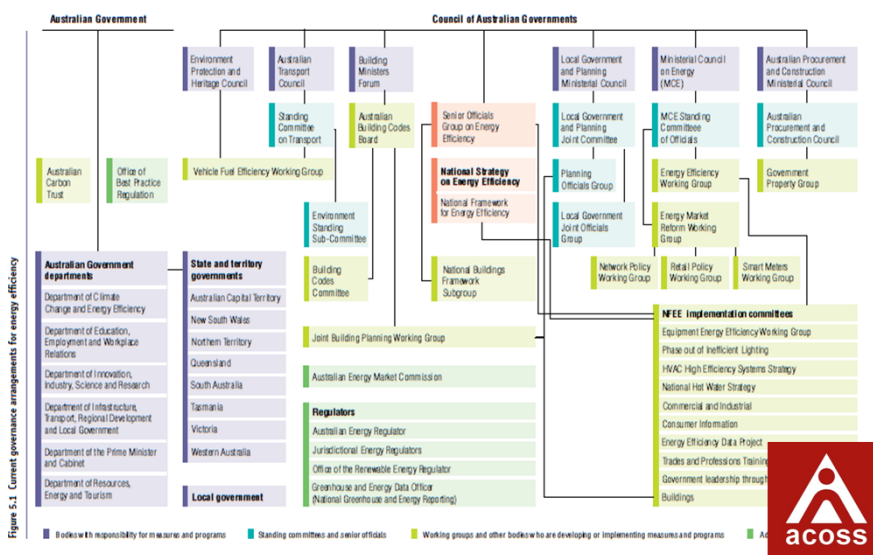 Australian Government
Council of Australian Governments
Environment
Protection and
Heritage Council
Australian
Transport
Council
Building
Ministers
Forum
Local Government
and Planning
Ministerial Council
Ministerial Council
on Energy
(MCE)
Australian Procurement
and Construction
Ministerial Council
Standing
Committee
on Transport
Australian
Building Codes
Board
Senior Officials
Group on Energy
Efficiency
Local Government
and Planning
Joint Committee
MCE Standing
Committeee
of Officials
Australian
Procurement and
Construction Council
Australian
Carbon
Trust
Office of
Best Practice
Regulation
Vehicle Fuel Efficiency Working Group
National Strategy
on Energy Efficiency
National Framework
for Energy Efficiency
Planning
Officials Group
Energy Efficiency
Working Group
Government
Property Group
Environment
Standing
Sub-Committee
Local Government
Joint Officials
Group
Energy Market
Reform Working
Group
Building
Codes
Committee
National Buildings
Framework
Subgroup
Network Policy
Working Group
Retail Policy
Working Group
Smart Meters
Working Group
Australian Government
departments
Department of Climate
Change and Energy Efficiency
Department of Education,
Employment and Workplace
Relations
Department of Innovation,
Industry, Science and Research
Department of Infrastructure,
Transport, Regional Development
and Local Government
Department of the Prime Minister
and Cabinet
Department of Resources,
Energy and Tourism
State and territory
governments
Australian Capital Territory
New South Wales
Northern Territory
Queensland
South Australia
Tasmania
Victoria
Western Australia
Local government
Joint Building Planning Working Group
Australian Energy Market Commission
Regulators
Australian Energy Regulator
Jurisdictional Energy Regulators
Office of the Renewable Energy Regulator
Greenhouse and Energy Data Officer
(National Greenhouse and Energy Reporting)
NFEE implementation committees
Equipment Energy Efficiency Working Group
Phase out of Inefficient Lighting
HVAC High Efficiency Systems Strategy
National Hot Water Strategy
Commercial and Industrial
Consumer Information
Energy Efficiency Data Project
Trades and Professions Training
Government leadership through
Buildings
Figure 5.1 Current governance arrangements for energy efficiency
Bodies with responsibility for measures and programs
Standing committees and senior officials
Working groups and other bodies who are developing or implementing measures and programs
acoss